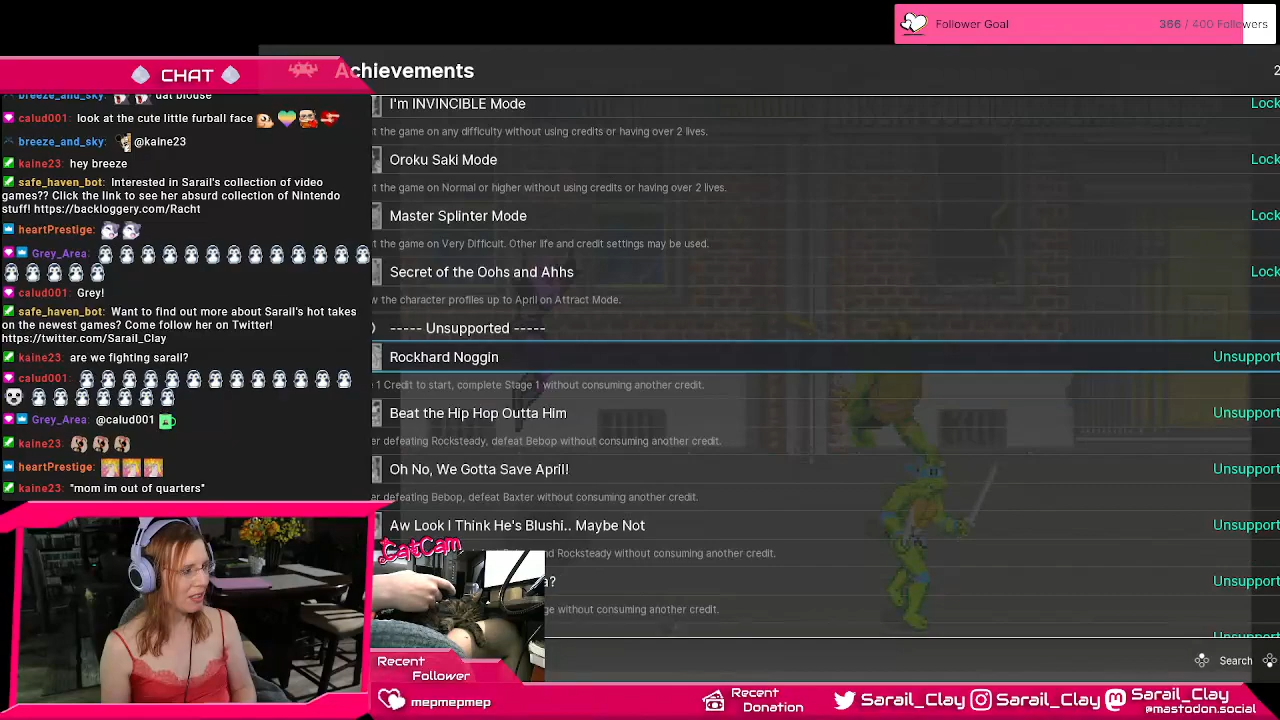 Follower Goal
366 / 400 Followers
CHAT
Achievements
2
breeze_and_sky: dat blouse
calud001: look at the cute little furball face
breeze_and_sky: @kaine23
kaine23: hey breeze
safe_haven_bot: Interested in Sarail's collection of video
games?? Click the link to see her absurd collection of Nintendo
stuff! https://backloggery.com/Racht
heartPrestige:
Grey_Area:
calud001: Grey!
safe_haven_bot: Want to find out more about Sarail's hot takes
on the newest games? Come follow her on Twitter!
https://twitter.com/Sarail_Clay
kaine23: are we fighting sarail?
calud001:
Grey_Area: @calud001
kaine23:
heartPrestige:
kaine23: "mom im out of quarters"
I'm INVINCIBLE Mode
Lock
t the game on any difficulty without using credits or having over 2 lives.
Oroku Saki Mode
Lock
t the game on Normal or higher without using credits or having over 2 lives.
Master Splinter Mode
Lock
t the game on Very Difficult. Other life and credit settings may be used.
Secret of the Oohs and Ahhs
Lock
w the character profiles up to April on Attract Mode.
----- Unsupported -----
Rockhard Noggin
Unsupport
1 Credit to start, complete Stage 1 without consuming another credit.
Beat the Hip Hop Outta Him
Unsupport
er defeating Rocksteady, defeat Bebop without consuming another credit.
Oh No, We Gotta Save April!
Unsupport
er defeating Bebop, defeat Baxter without consuming another credit.
Aw Look I Think He's Blushi.. Maybe Not
Unsupport
nd Rocksteady without consuming another credit.
?
Unsupport
ge without consuming another credit.
CatCam
Search
Recent
Follower
mepmepmep
Recent
Donation
Sarail_Clay
Sarail_Clay
Sarail_Clay
@mastodon.social